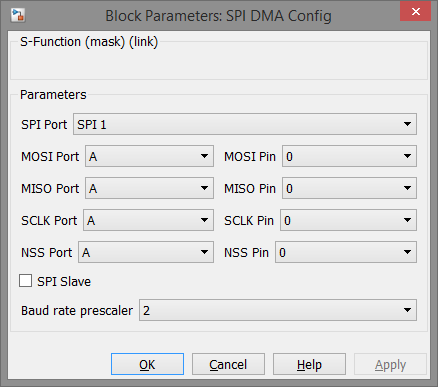 Block Parameters: SPI DMA Config
S-Function (mask) (link)
Parameters
SPI Port SPI 1
MOSI Port A MOSI Pin 0
MISO Port A MISO Pin 0
SCLK Port A SCLK Pin 0
NSS Port A NSS Pin 0
SPI Slave
Baud rate prescaler 2
OK Cancel Help Apply